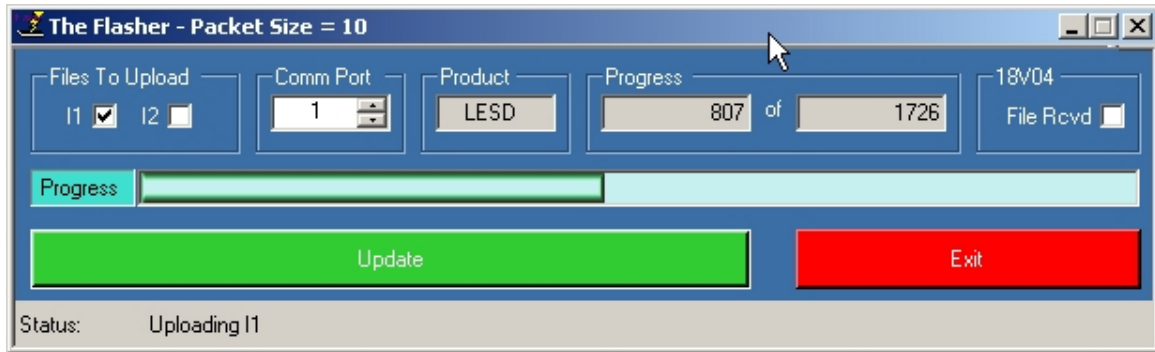 The Flasher - Packet Size = 10
Files To Upload
I1 I2
Comm Port
1
Product
LESD
Progress
807 of 1726
18V04
File Rcvd
Progress
Update
Exit
Status: Uploading I1